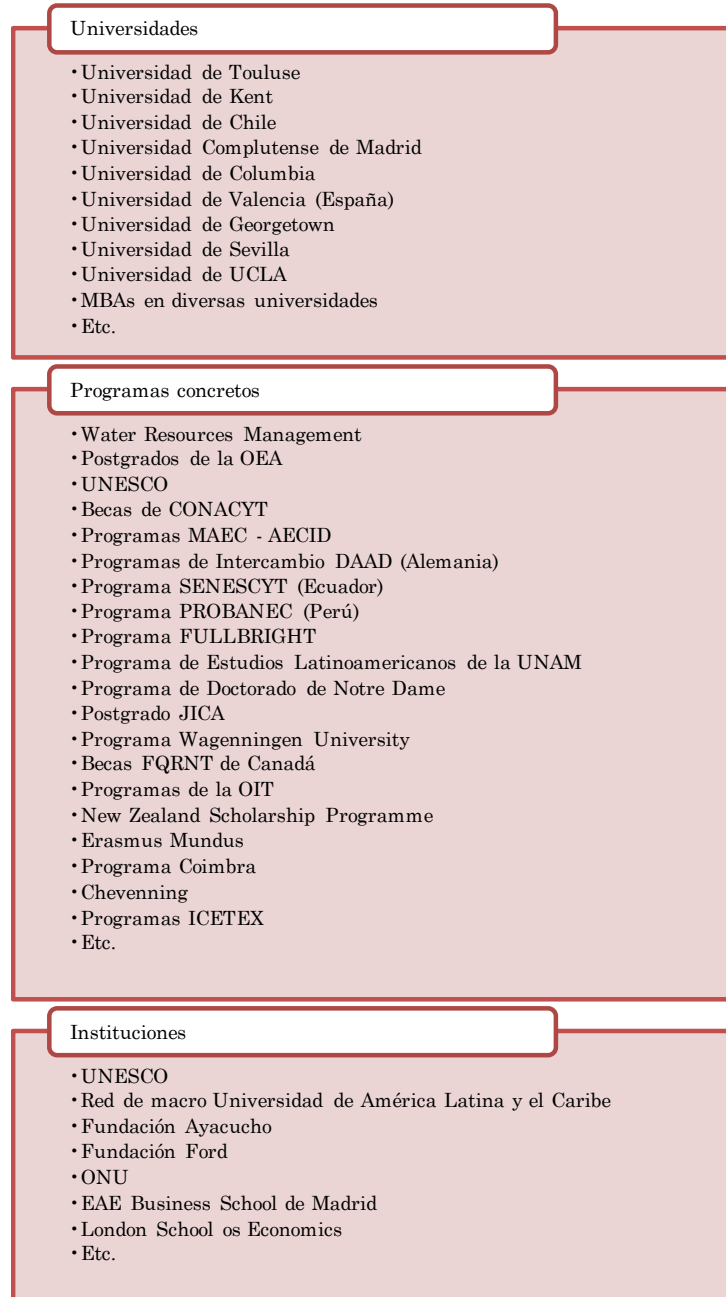 Universidades
·Universidad de Touluse
·Universidad de Kent
·Universidad de Chile
·Universidad Complutense de Madrid
·Universidad de Columbia
·Universidad de Valencia (España)
·Universidad de Georgetown
·Universidad de Sevilla
·Universidad de UCLA
·MBAs en diversas universidades
·Etc.
Programas concretos
·Water Resources Management
·Postgrados de la OEA
·UNESCO
·Becas de CONACYT
·Programas MAEC - AECID
·Programas de Intercambio DAAD (Alemania)
·Programa SENESCYT (Ecuador)
·Programa PROBANEC (Perú)
·Programa FULLBRIGHT
·Programa de Estudios Latinoamericanos de la UNAM
·Programa de Doctorado de Notre Dame
·Postgrado JICA
·Programa Wagenningen University
·Becas FQRNT de Canadá
·Programas de la OIT
·New Zealand Scholarship Programme
·Erasmus Mundus
·Programa Coimbra
·Chevenning
·Programas ICETEX
·Etc.
Instituciones
·UNESCO
·Red de macro Universidad de América Latina y el Caribe
·Fundación Ayacucho
·Fundación Ford
·ONU
·EAE Business School de Madrid
·London School os Economics
·Etc.